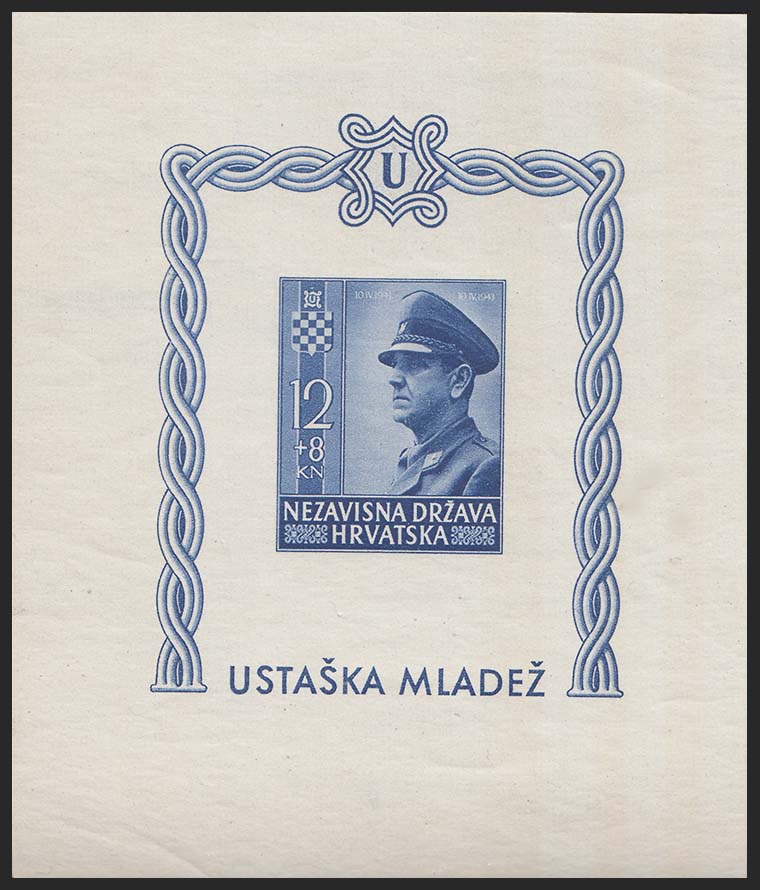 U
10.IV.1941. 10.IV.1943
U
12
+8
KN
NEZAVISNA DRŽAVA
HRVATSKA
USTAŠKA MLADEŽ